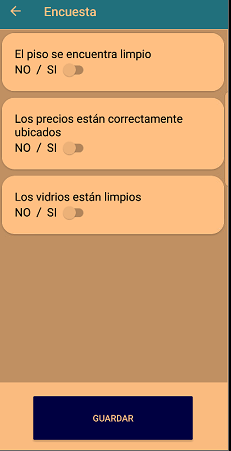 Encuesta
El piso se encuentra limpio
NO / SI
Los precios están correctamente
ubicados
NO / SI
Los vidrios están limpios
NO / SI
GUARDAR